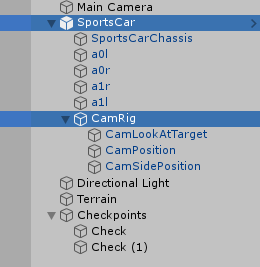 Main Camera
SportsCar
SportsCarChassis
a0l
a0r
a1r
a1l
CamRig
CamLookAtTarget
CamPosition
CamSidePosition
Directional Light
Terrain
Checkpoints
Check
Check (1)